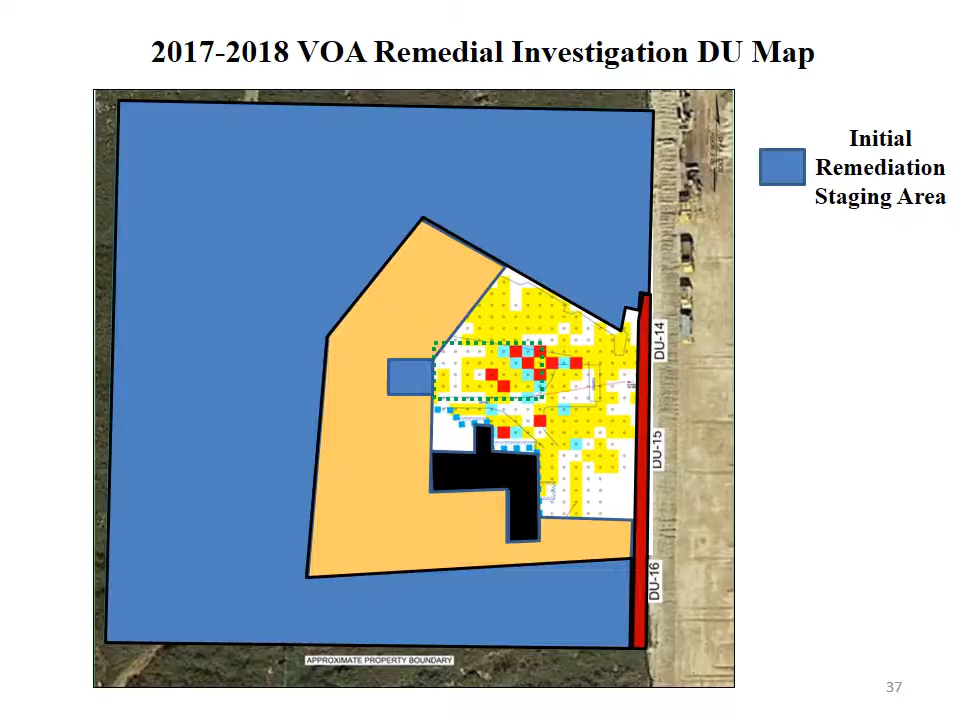 2017-2018 VOA Remedial Investigation DU Map
Initial
Remediation
Staging Area
DU-14
DU-15
DU-16
APPROXIMATE PROPERTY BOUNDARY
37